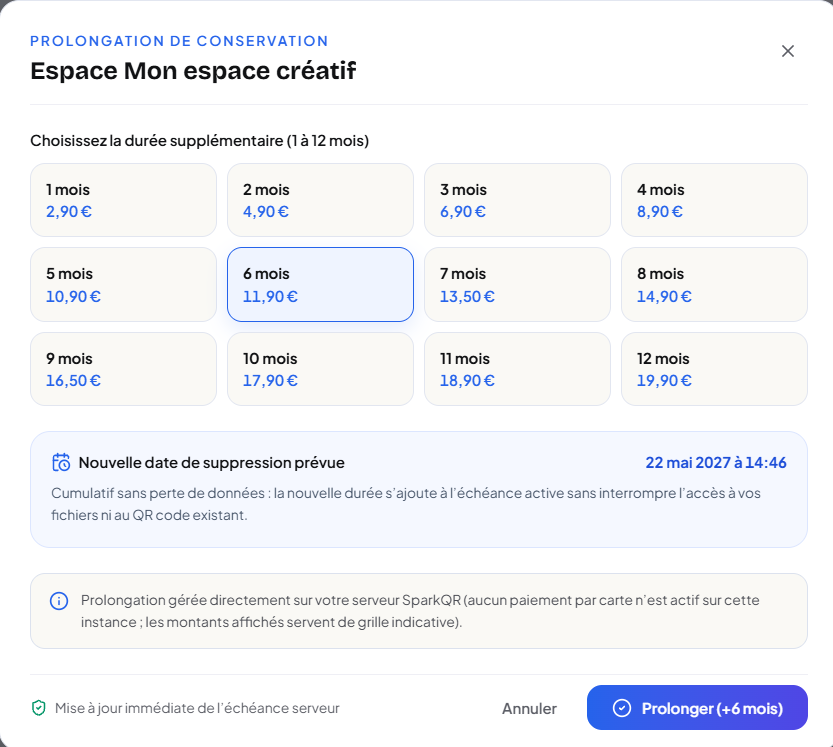 PROLONGATION DE CONSERVATION
Espace Mon espace créatif
Choisissez la durée supplémentaire (1 à 12 mois)
1 mois
2,90 €
2 mois
4,90 €
3 mois
6,90 €
4 mois
8,90 €
5 mois
10,90 €
6 mois
11,90 €
7 mois
13,50 €
8 mois
14,90 €
9 mois
16,50 €
10 mois
17,90 €
11 mois
18,90 €
12 mois
19,90 €
Nouvelle date de suppression prévue
22 mai 2027 à 14:46
Cumulatif sans perte de données : la nouvelle durée s’ajoute à l’échéance active sans interrompre l’accès à vos
fichiers ni au QR code existant.
Prolongation gérée directement sur votre serveur SparkQR (aucun paiement par carte n’est actif sur cette
instance ; les montants affichés servent de grille indicative).
Mise à jour immédiate de l’échéance serveur
Annuler
Prolonger (+6 mois)